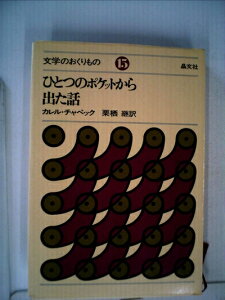 文学のおくりもの 15 晶文社
ひとつのポケットから
出た話
カレル・チャペック 栗栖 継訳